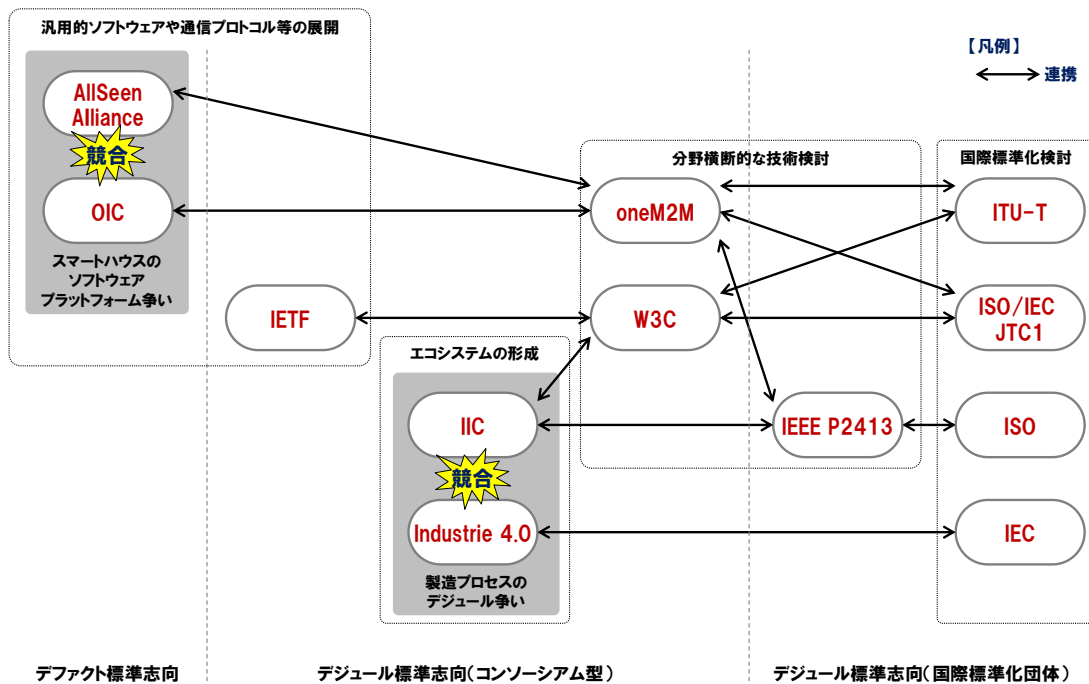 汎用的ソフトウェアや通信プロトコル等の展開
【凡例】
連携
AllSeen
Alliance
競合
OIC
スマートハウスの
ソフトウェア
プラットフォーム争い
IETF
分野横断的な技術検討
oneM2M
W3C
IEEE P2413
国際標準化検討
ITU-T
ISO/IEC
JTC1
ISO
IEC
エコシステムの形成
IIC
競合
Industrie 4.0
製造プロセスの
デジュール争い
デファクト標準志向
デジュール標準志向(コンソーシアム型)
デジュール標準志向(国際標準化団体)